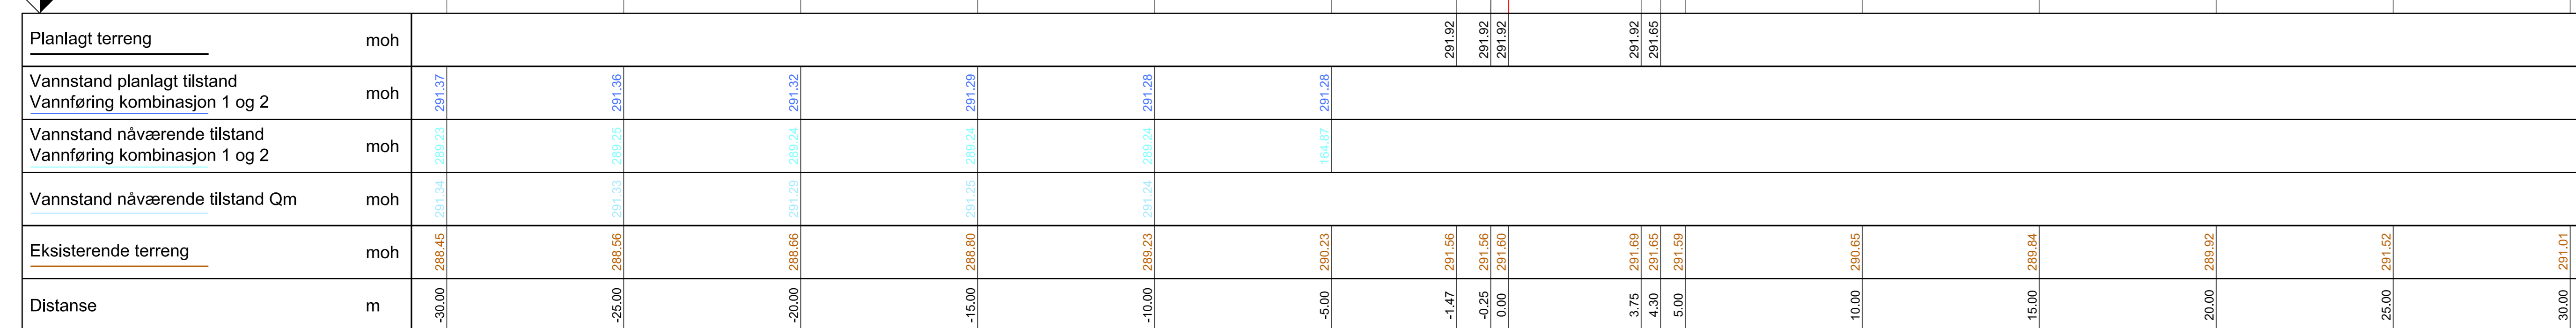 Planlagt terreng moh 291.92 291.92 291.92 291.92 291.65
Vannstand planlagt tilstand
Vannføring kombinasjon 1 og 2 moh 291.37 291.36 291.32 291.29 291.28 291.28
Vannstand nåværende tilstand
Vannføring kombinasjon 1 og 2 moh 289.23 289.25 289.24 289.24 289.24 164.87
Vannstand nåværende tilstand Qm moh 291.34 291.33 291.29 291.25 291.24
Eksisterende terreng moh 288.45 288.56 288.66 288.80 289.23 290.23 291.56 291.56 291.60 291.69 291.65 291.59 290.65 289.84 289.92 291.52 291.01
Distanse m -30.00 -25.00 -20.00 -15.00 -10.00 -5.00 -1.47 -0.25 0.00 3.75 4.30 5.00 10.00 15.00 20.00 25.00 30.00